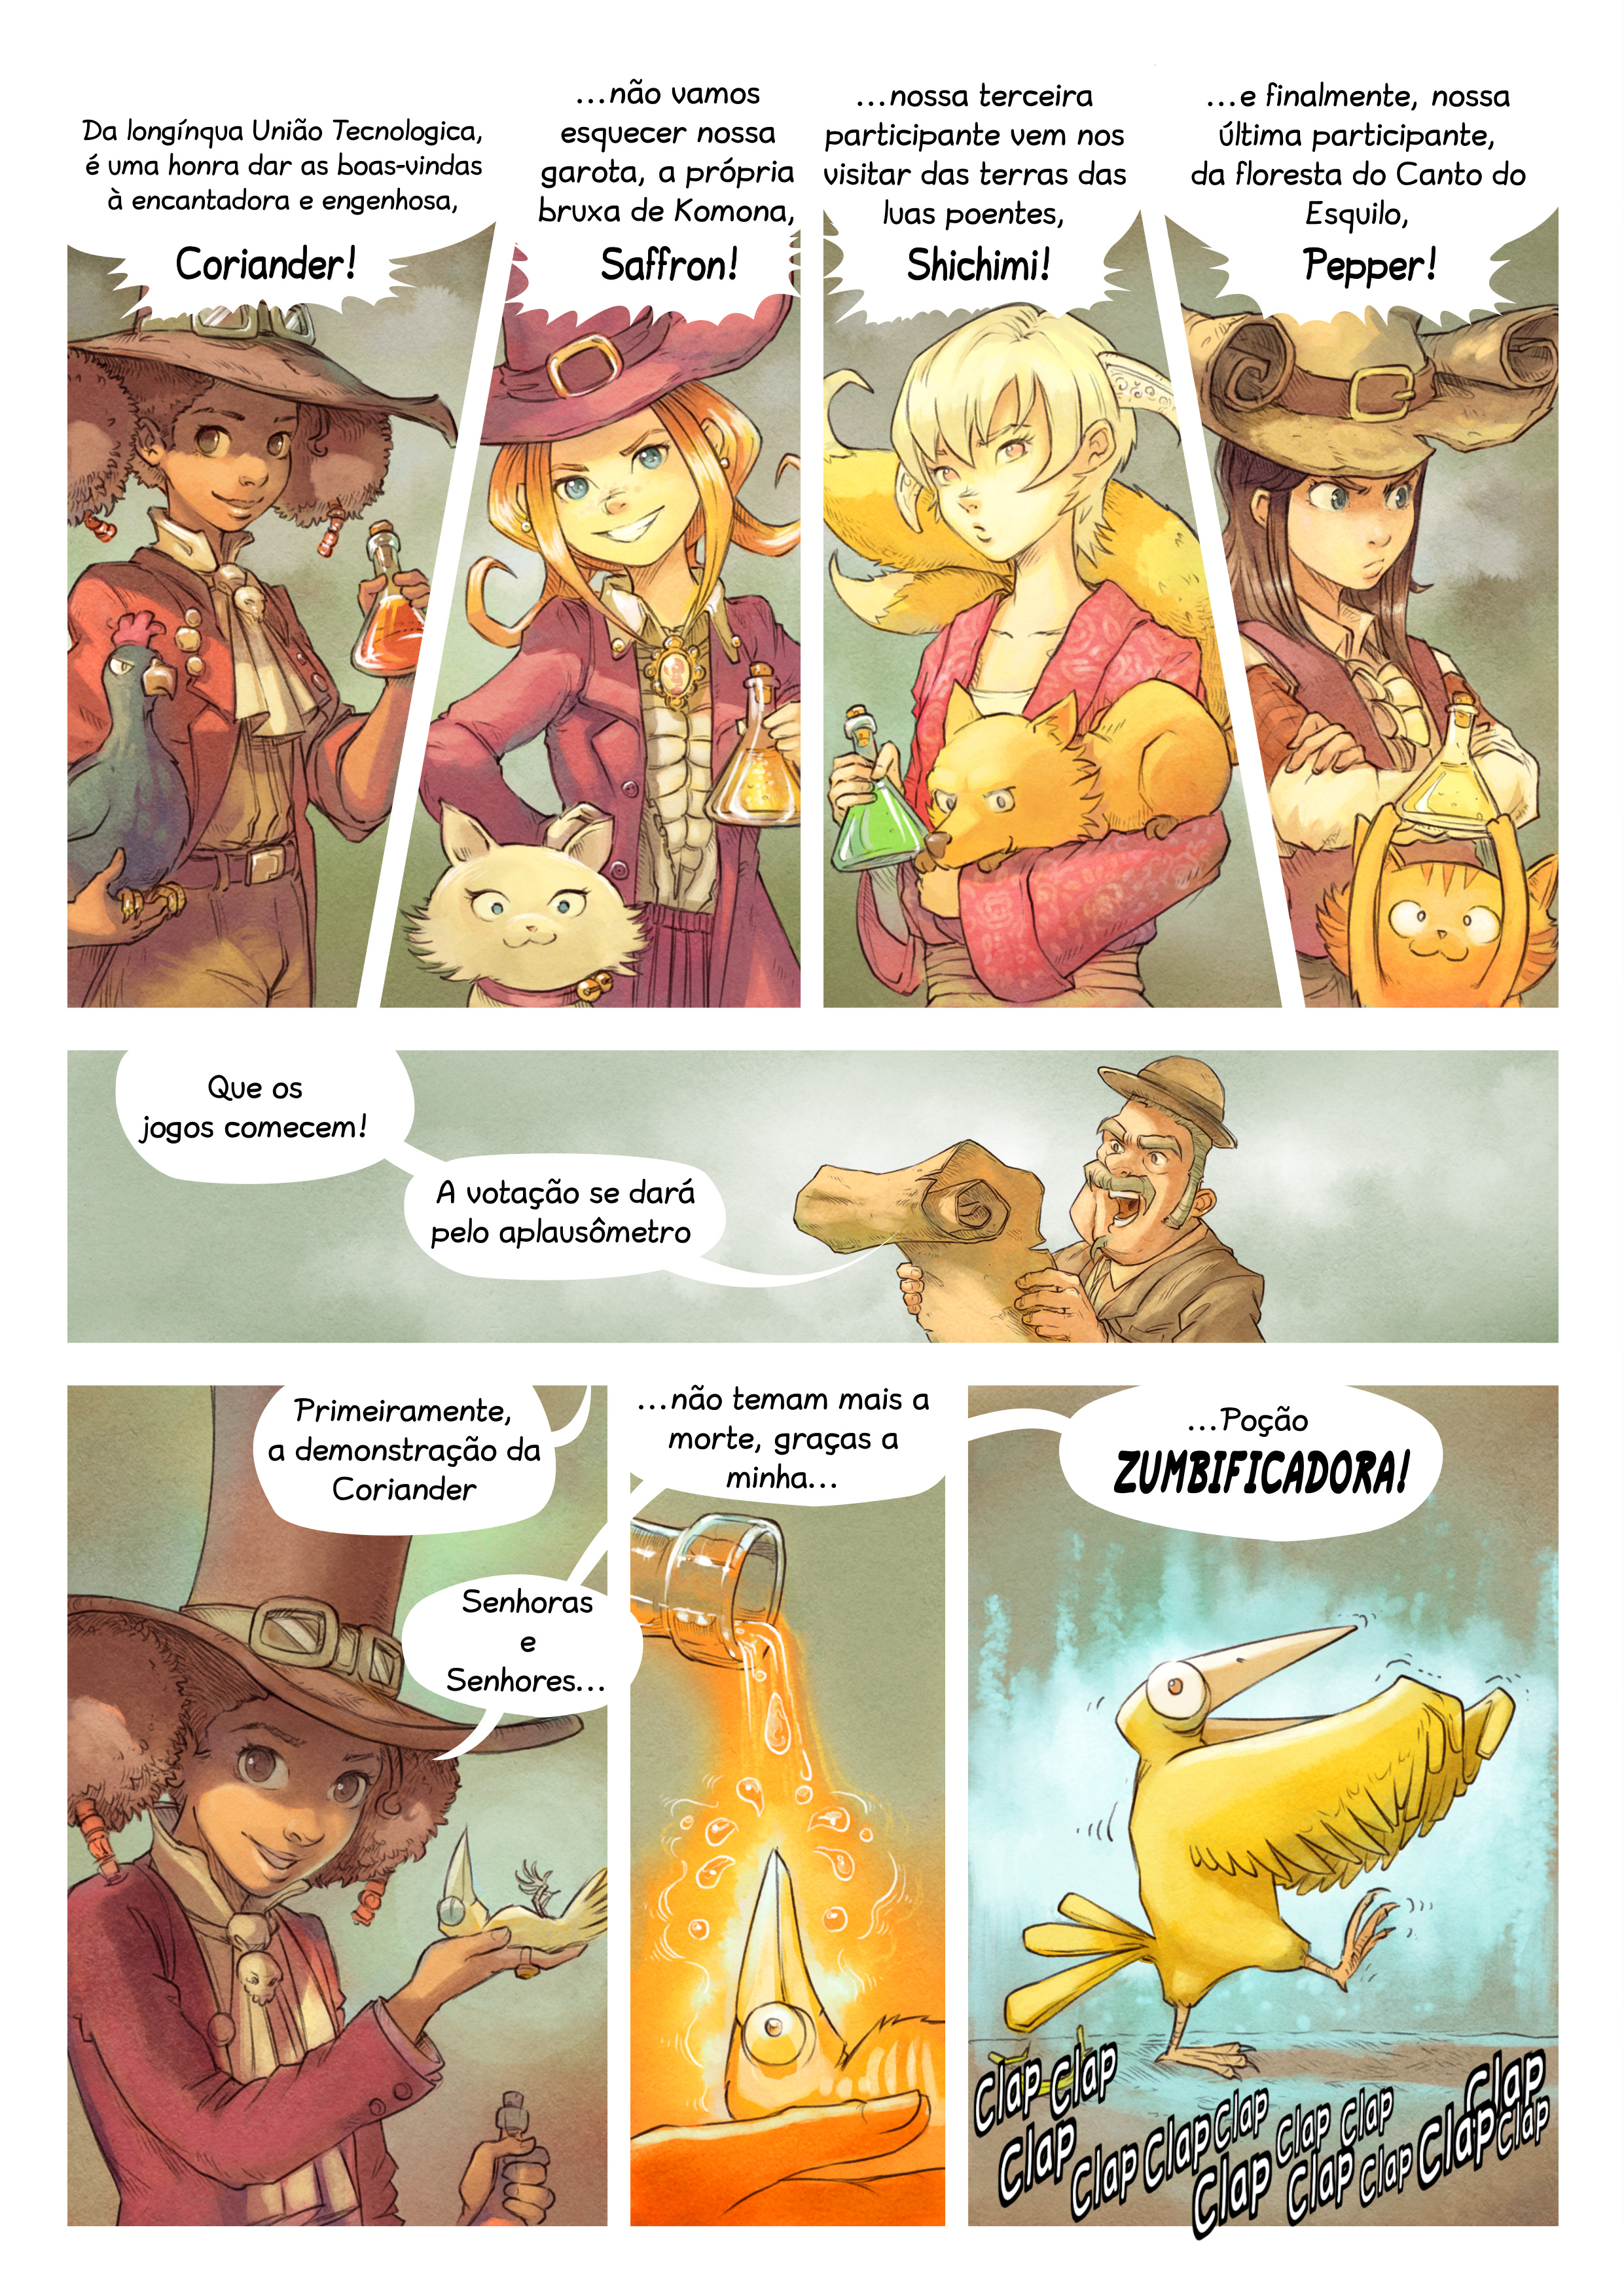 Da longínqua União Tecnologica,
é uma honra dar as boas-vindas
à encantadora e engenhosa,
Coriander!
...não vamos
esquecer nossa
garota, a própria
bruxa de Komona,
Saffron!
...nossa terceira
participante vem nos
visitar das terras das
luas poentes,
Shichimi!
...e finalmente, nossa
última participante,
da floresta do Canto do
Esquilo,
Pepper!
Que os
jogos comecem!
A votação se dará
pelo aplausômetro
Primeiramente,
a demonstração da
Coriander
Senhoras
e
Senhores...
...não temam mais a
morte, graças a
minha...
...Poção
ZUMBIFICADORA!
Clap Clap
Clap
Clap
Clap
Clap
Clap
Clap
Clap
Clap
Clap
Clap
Clap
Clap